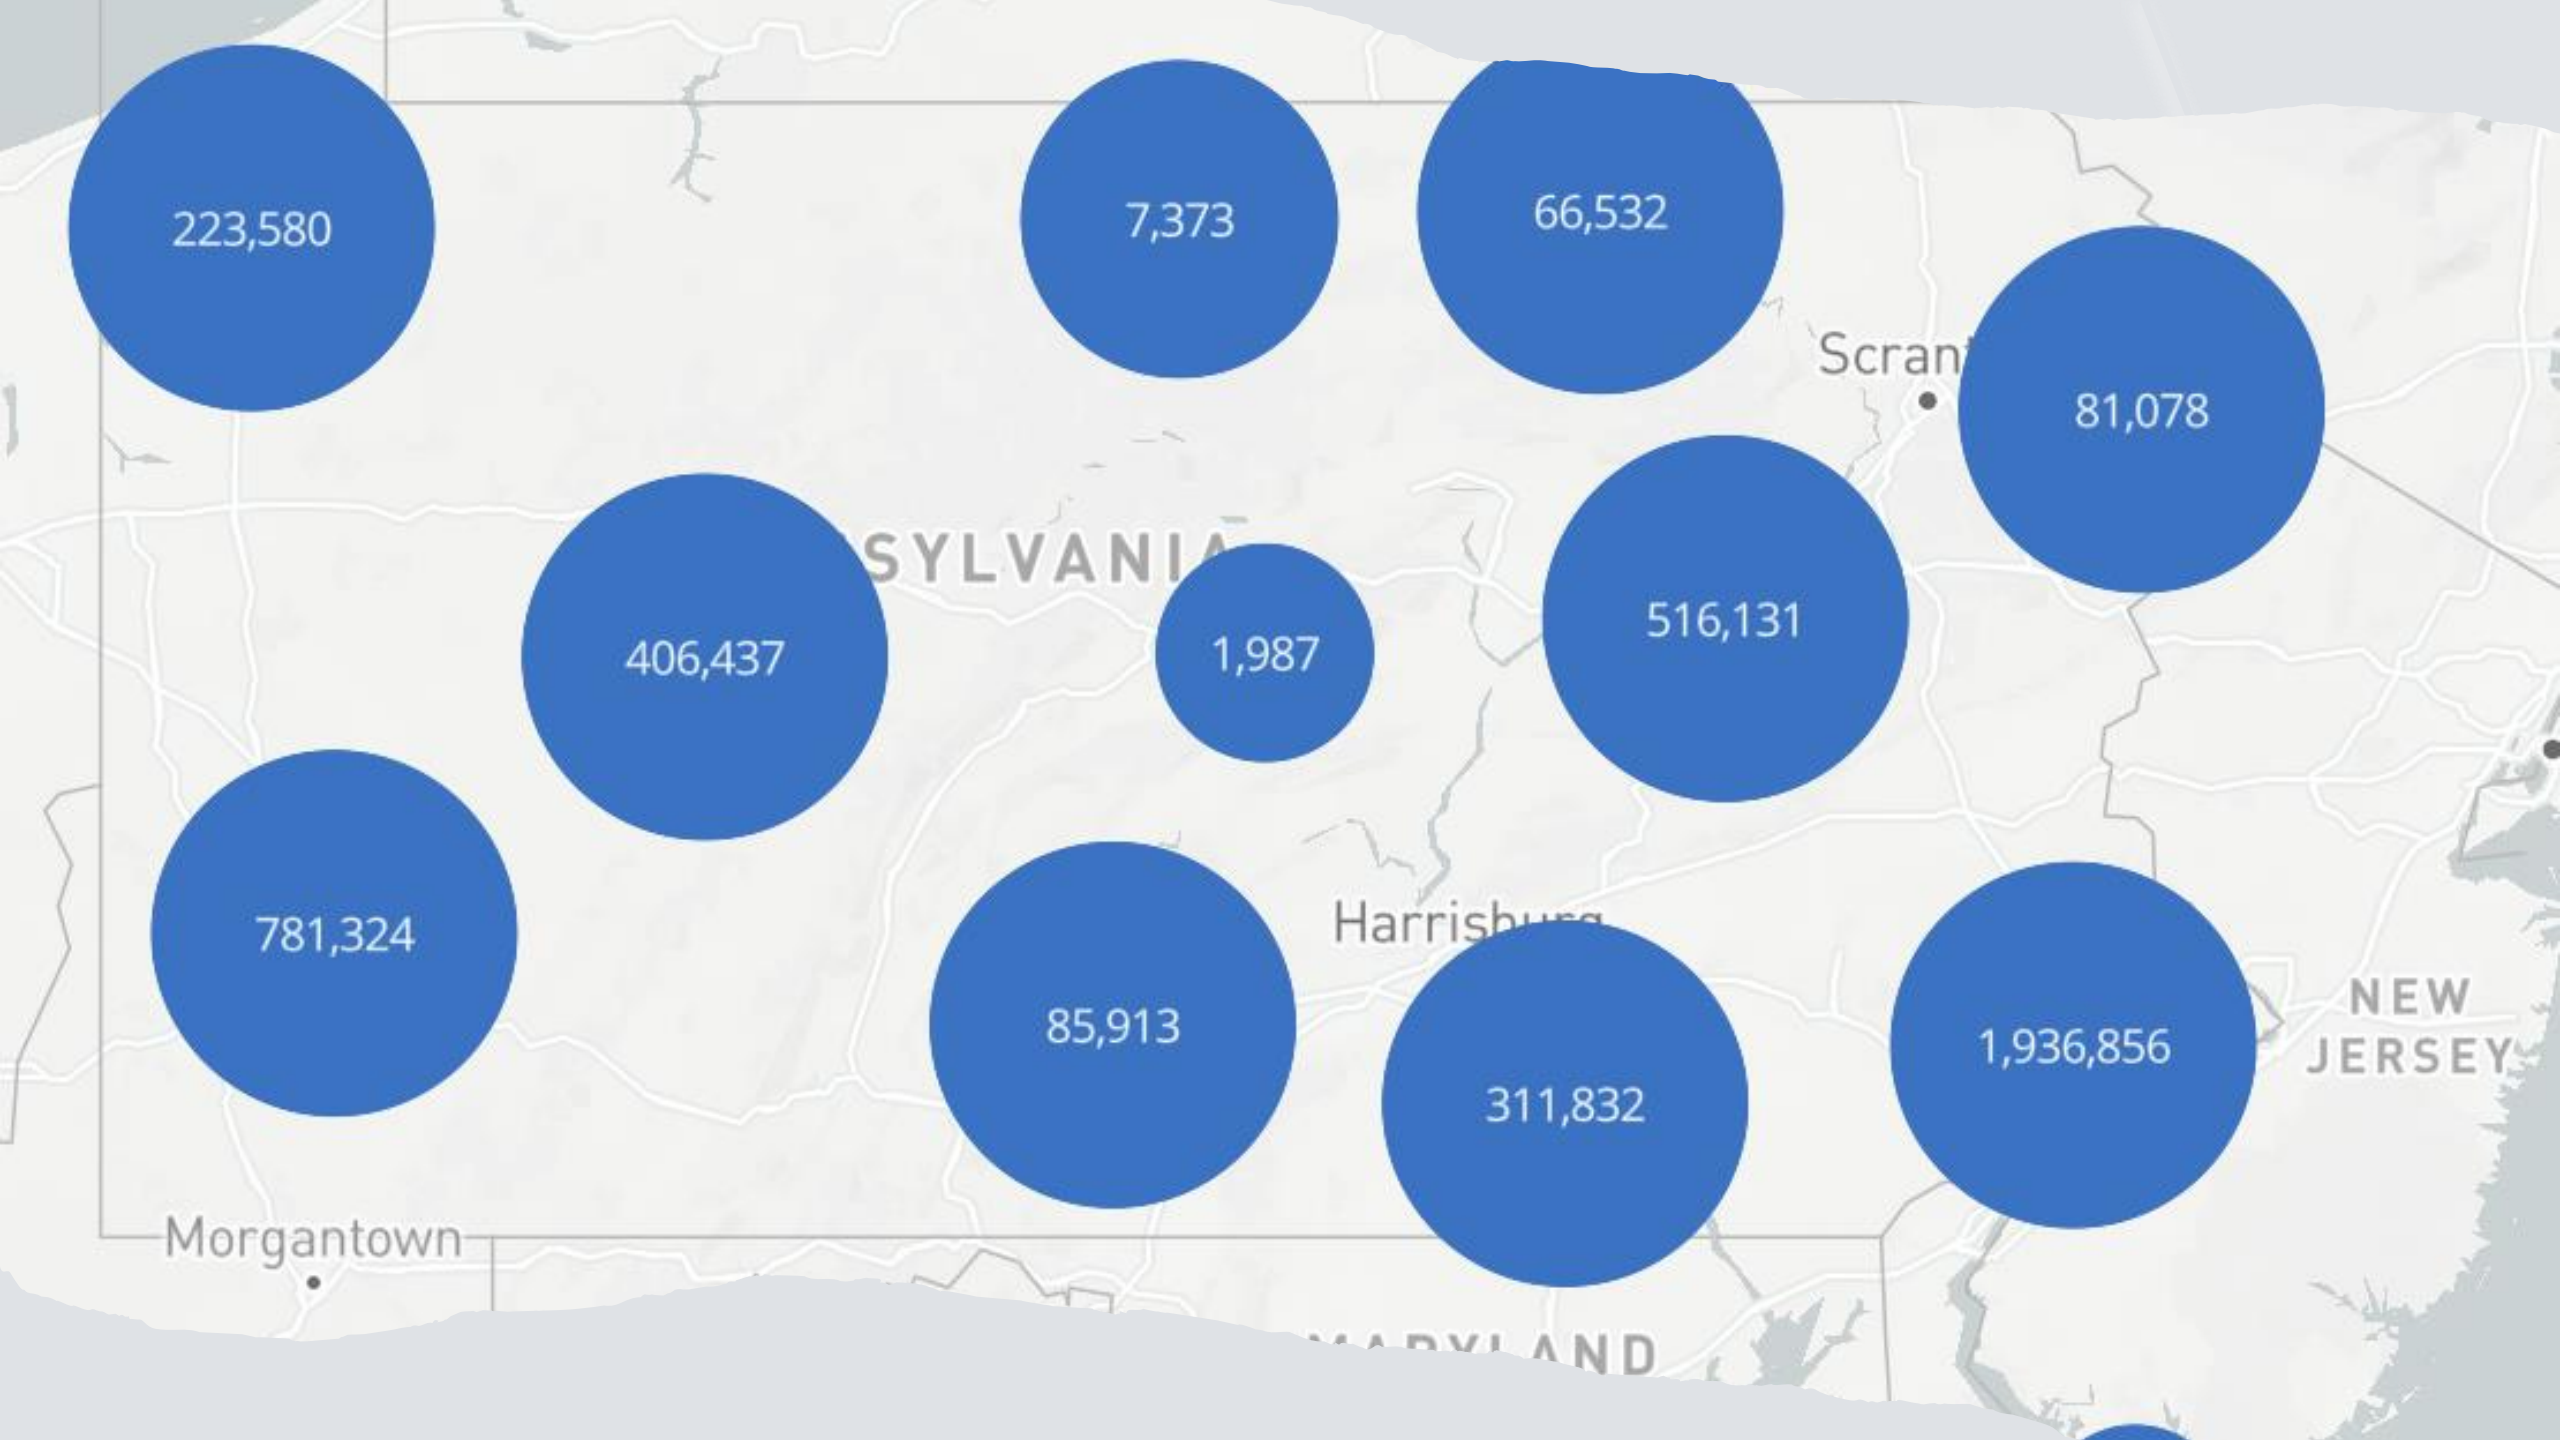 223,580
7,373
66,532
Scran
81,078
SYLVANIA
406,437
1,987
516,131
781,324
Harrisburg
85,913
311,832
1,936,856
NEW
JERSEY
Morgantown
MARYLAND